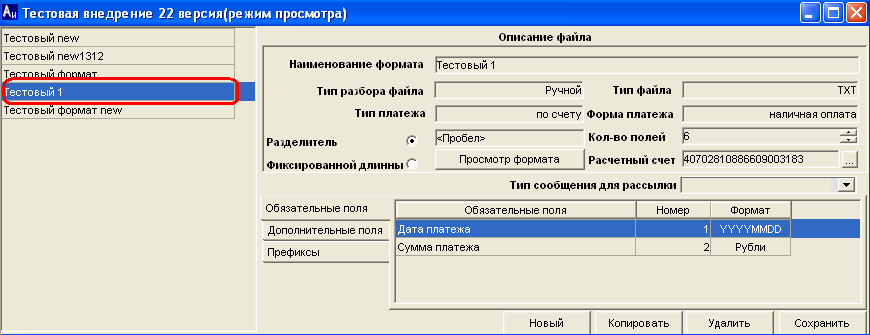 Ан Тестовая внедрение 22 версия(режим просмотра)
Тестовый new
Тестовый new1312
Тестовый формат
Тестовый 1
Тестовый формат new
Описание файла
Наименование формата Тестовый 1
Тип разбора файла Ручной Тип файла TXT
Тип платежа по счету Форма платежа наличная оплата
Разделитель <Пробел> Кол-во полей 6
Фиксированной длинны Просмотр формата Расчетный счет 40702810886609003183 ...
Тип сообщения для рассылки
Обязательные поля
Дополнительные поля
Префиксы
Обязательные поля Номер Формат
Дата платежа 1 YYYYMMDD
Сумма платежа 2 Рубли
Новый Копировать Удалить Сохранить